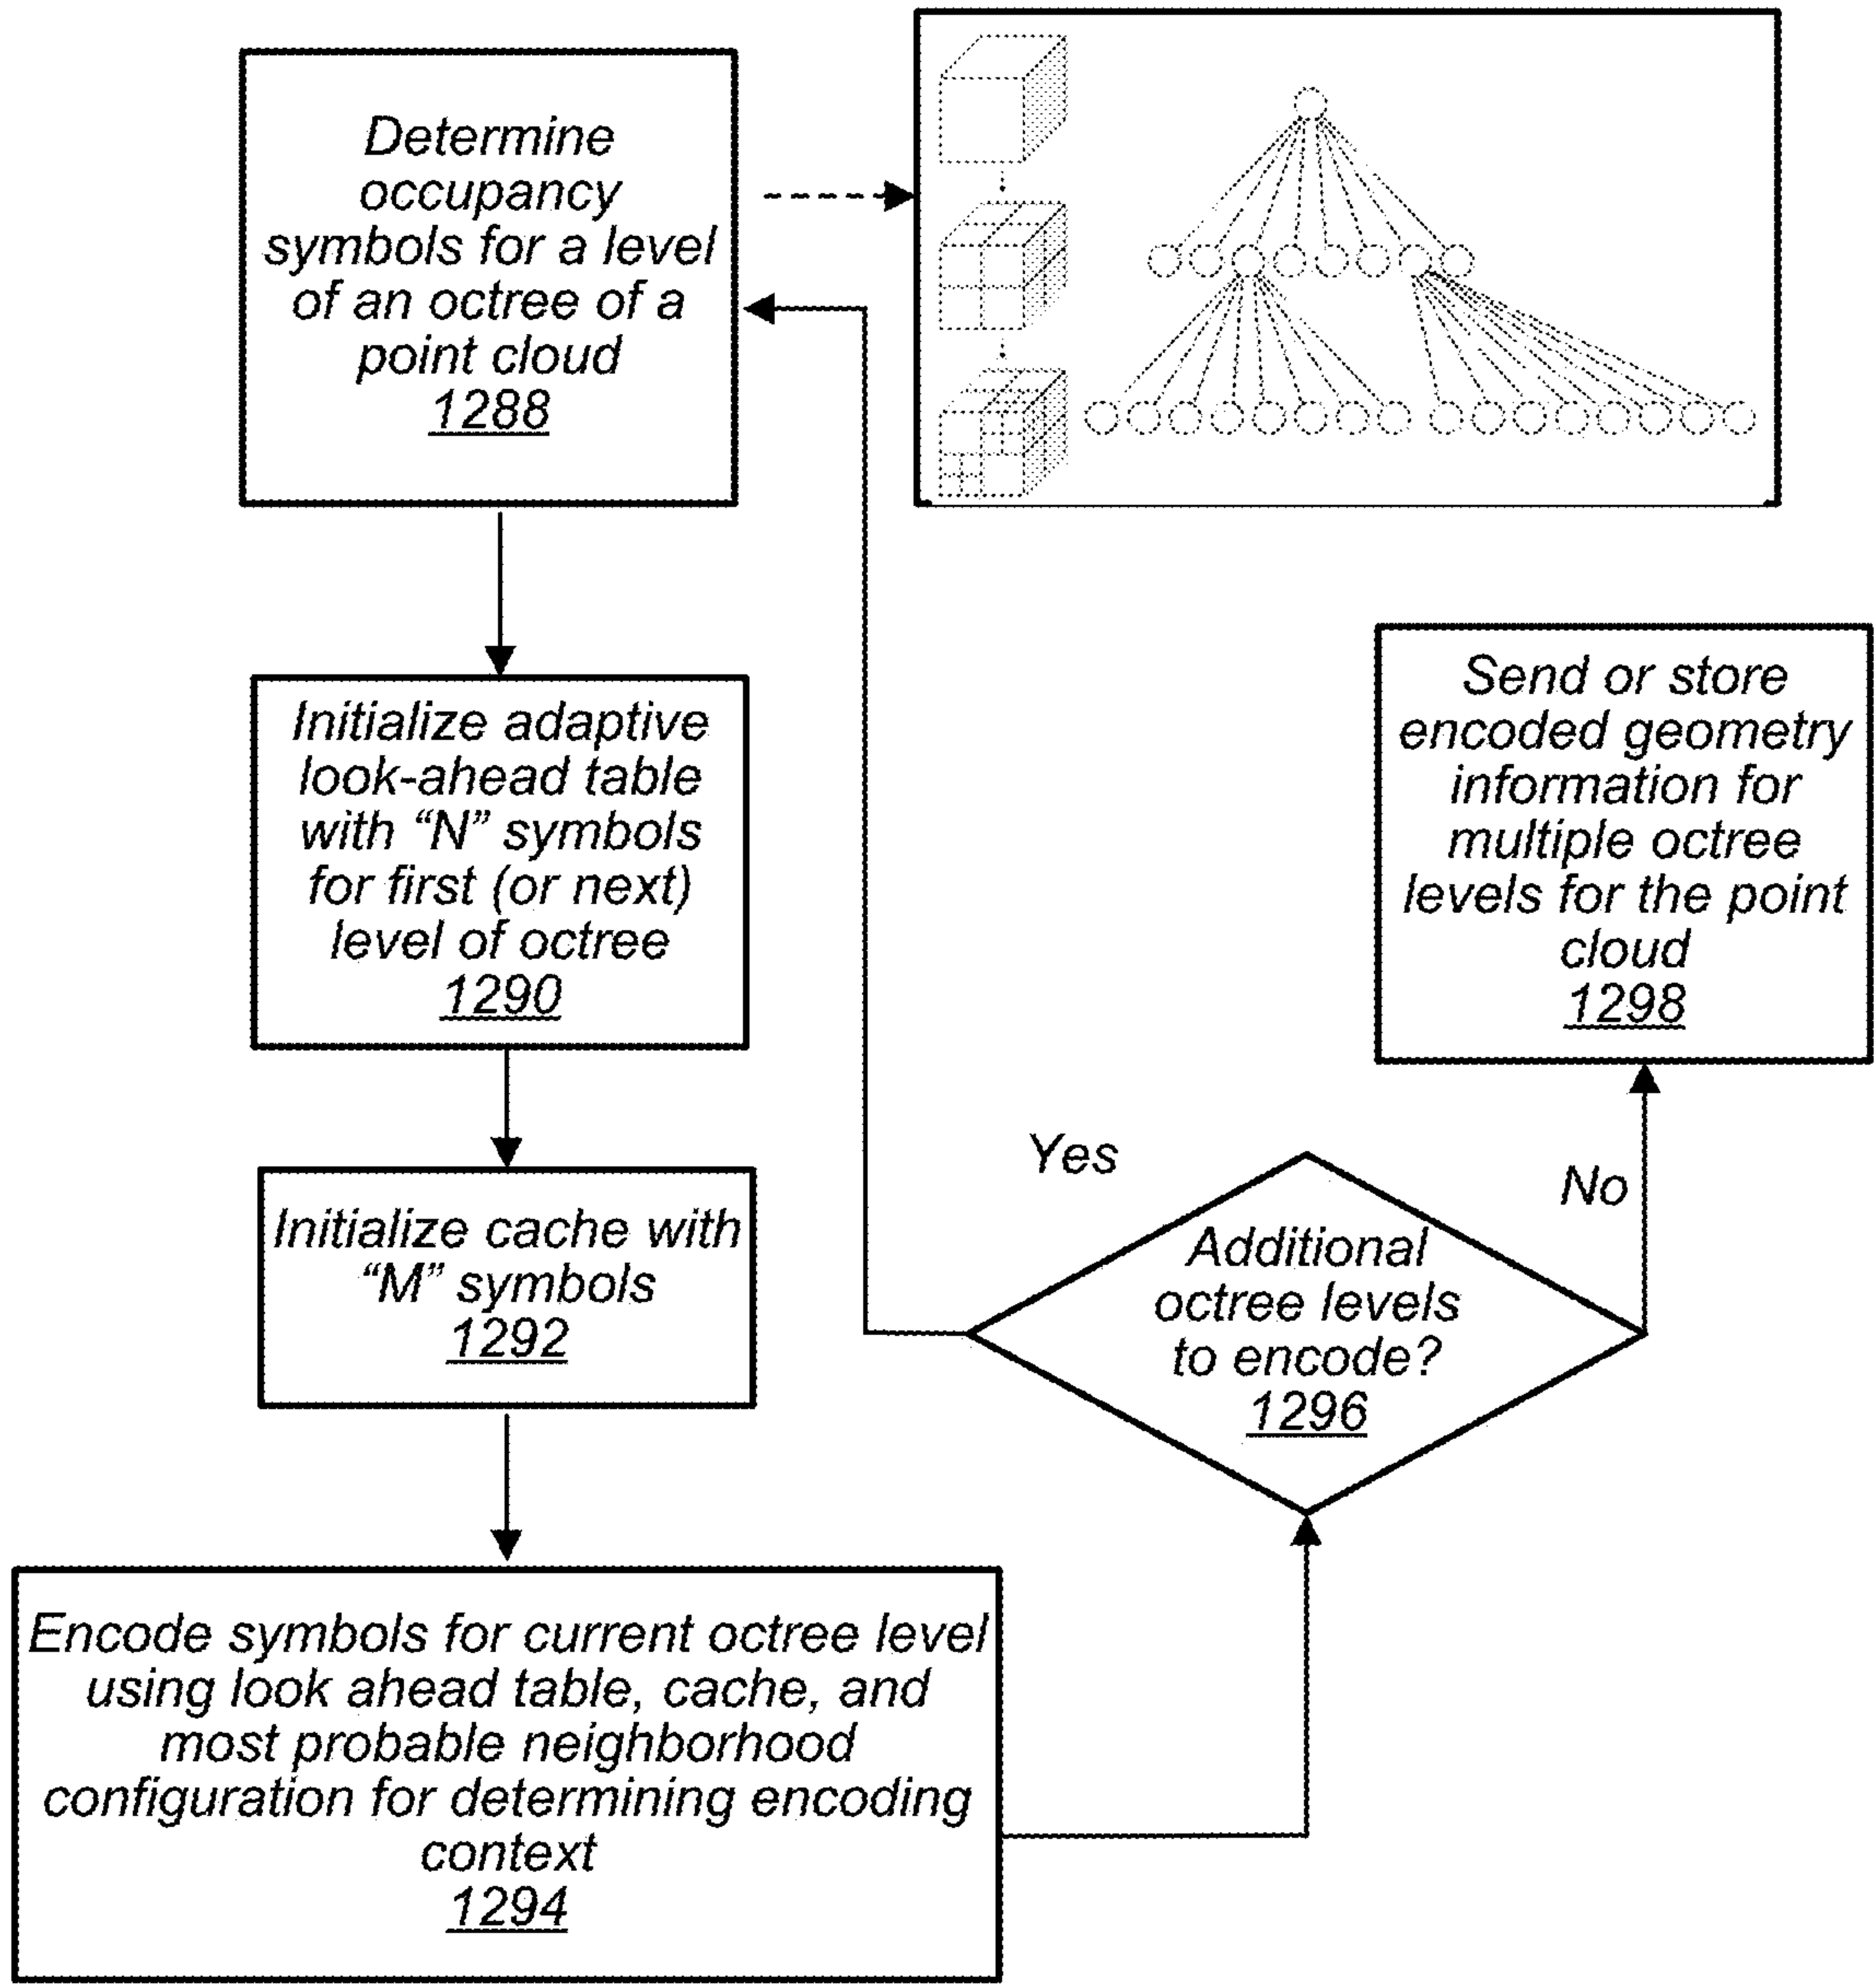 Determine
occupancy
symbols for a level
of an octree of a
point cloud
1288
Initialize adaptive
look-ahead table
with “N” symbols
for first (or next)
level of octree
1290
Initialize cache with
“M” symbols
1292
Encode symbols for current octree level
using look ahead table, cache, and
most probable neighborhood
configuration for determining encoding
context
1294
Yes
Additional
octree levels
to encode?
1296
No
Send or store
encoded geometry
information for
multiple octree
levels for the point
cloud
1298